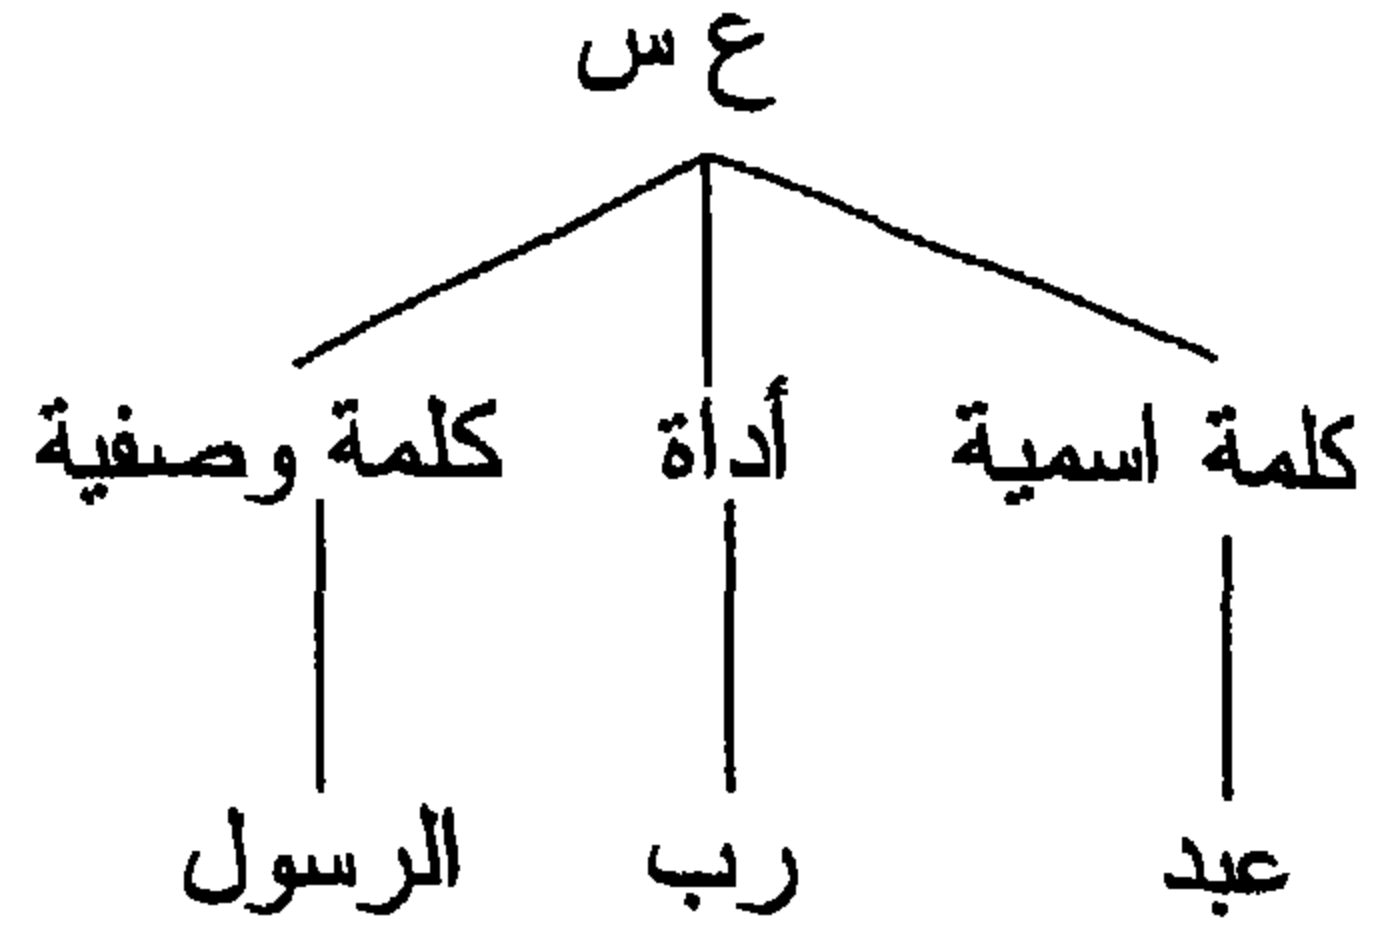 ع س
كلمة اسمية أداة كلمة وصفية
عبد رب الرسول